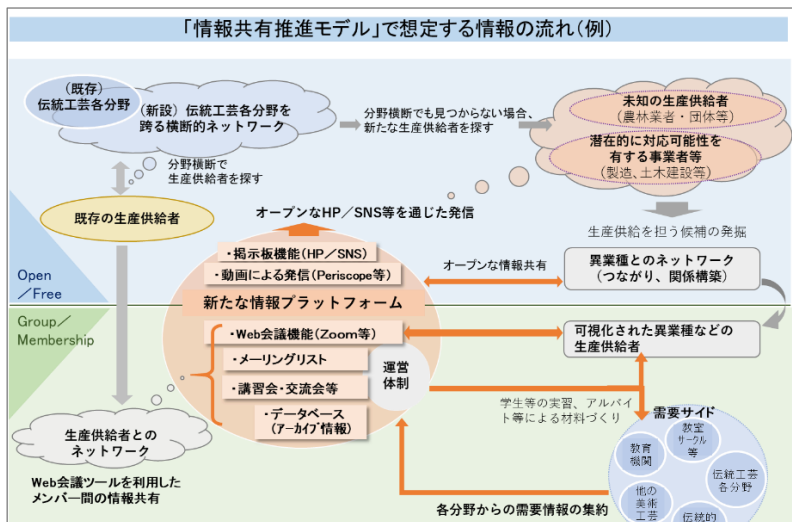 「情報共有推進モデル」で想定する情報の流れ(例)
(既存)
伝統工芸各分野
(新設)伝統工芸各分野を
跨る横断的ネットワーク
分野横断でも見つからない場合、
新たな生産供給者を探す
未知の生産供給者
(農林業者・団体等)
潜在的に対応可能性を
有する事業者等
(製造、土木建設等)
分野横断で
生産供給者を探す
既存の生産供給者
オープンなHP/SNS等を通じた発信
生産供給を担う候補の発掘
・掲示板機能(HP/SNS)
・動画による発信(Periscope等)
オープンな情報共有
異業種とのネットワーク
(つながり、関係構築)
Open
/Free
新たな情報プラットフォーム
Group/
Membership
・Web会議機能(Zoom等)
・メーリングリスト
・講習会・交流会等
・データベース
(アーカイブ情報)
運営
体制
可視化された異業種などの
生産供給者
学生等の実習、アルバイ
ト等による材料づくり
需要サイド
教室
サークル
等
教育
機関
伝統工芸
各分野
他の
美術
工芸
伝統的
生産供給者との
ネットワーク
Web会議ツールを利用した
メンバー間の情報共有
各分野からの需要情報の集約